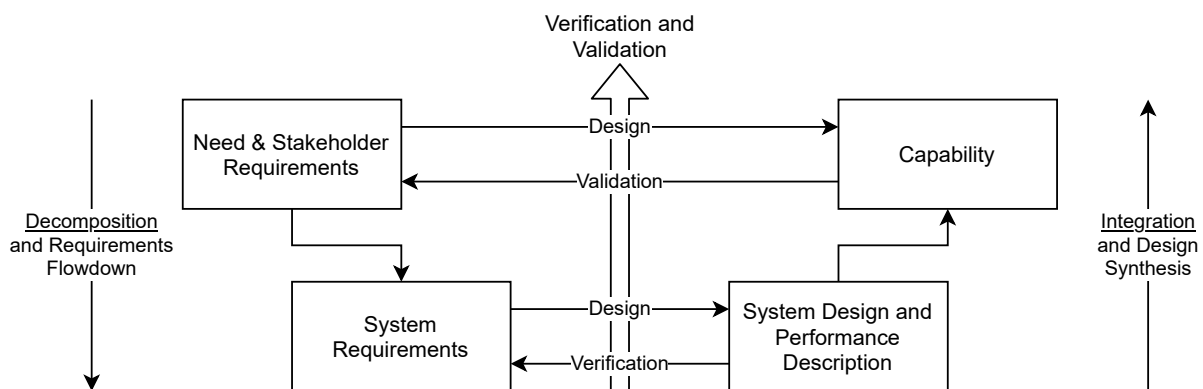 Verification and
Validation
Need & Stakeholder
Requirements
Design
Capability
Validation
Decomposition
and Requirements
Flowdown
Integration
and Design
Synthesis
System
Requirements
Design
System Design and
Performance
Description
Verification